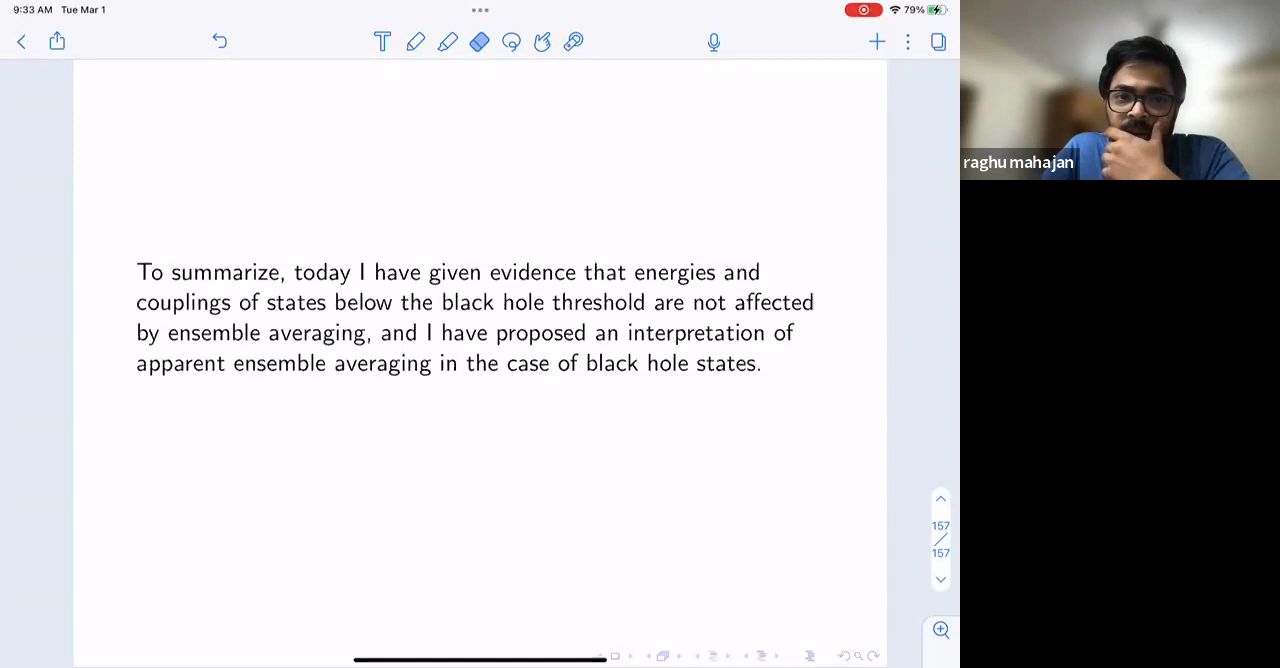 9:33 AM Tue Mar 1
79%
To summarize, today I have given evidence that energies and
couplings of states below the black hole threshold are not affected
by ensemble averaging, and I have proposed an interpretation of
apparent ensemble averaging in the case of black hole states.
157
157
raghu mahajan